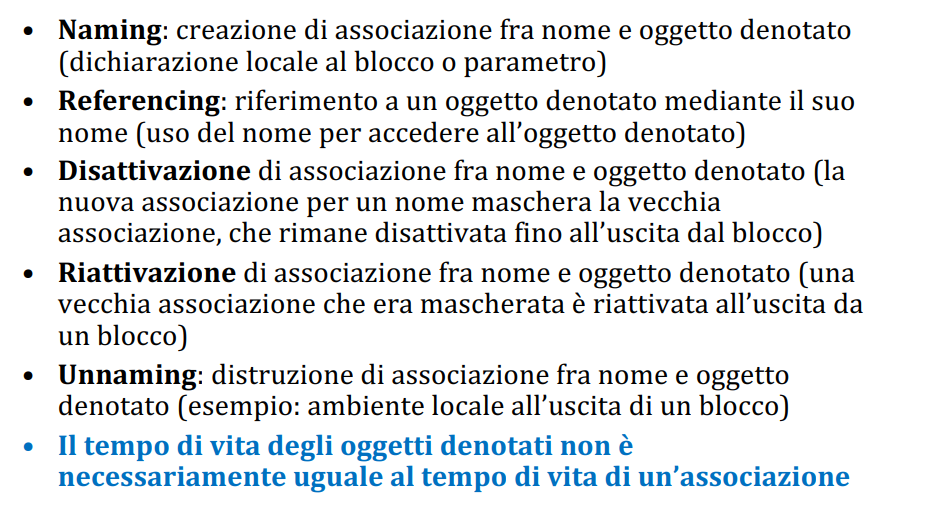 • Naming: creazione di associazione fra nome e oggetto denotato
(dichiarazione locale al blocco o parametro)
• Referencing: riferimento a un oggetto denotato mediante il suo
nome (uso del nome per accedere all’oggetto denotato)
• Disattivazione di associazione fra nome e oggetto denotato (la
nuova associazione per un nome maschera la vecchia
associazione, che rimane disattivata fino all’uscita dal blocco)
• Riattivazione di associazione fra nome e oggetto denotato (una
vecchia associazione che era mascherata è riattivata all’uscita da
un blocco)
• Unnaming: distruzione di associazione fra nome e oggetto
denotato (esempio: ambiente locale all’uscita di un blocco)
• Il tempo di vita degli oggetti denotati non è
necessariamente uguale al tempo di vita di un’associazione